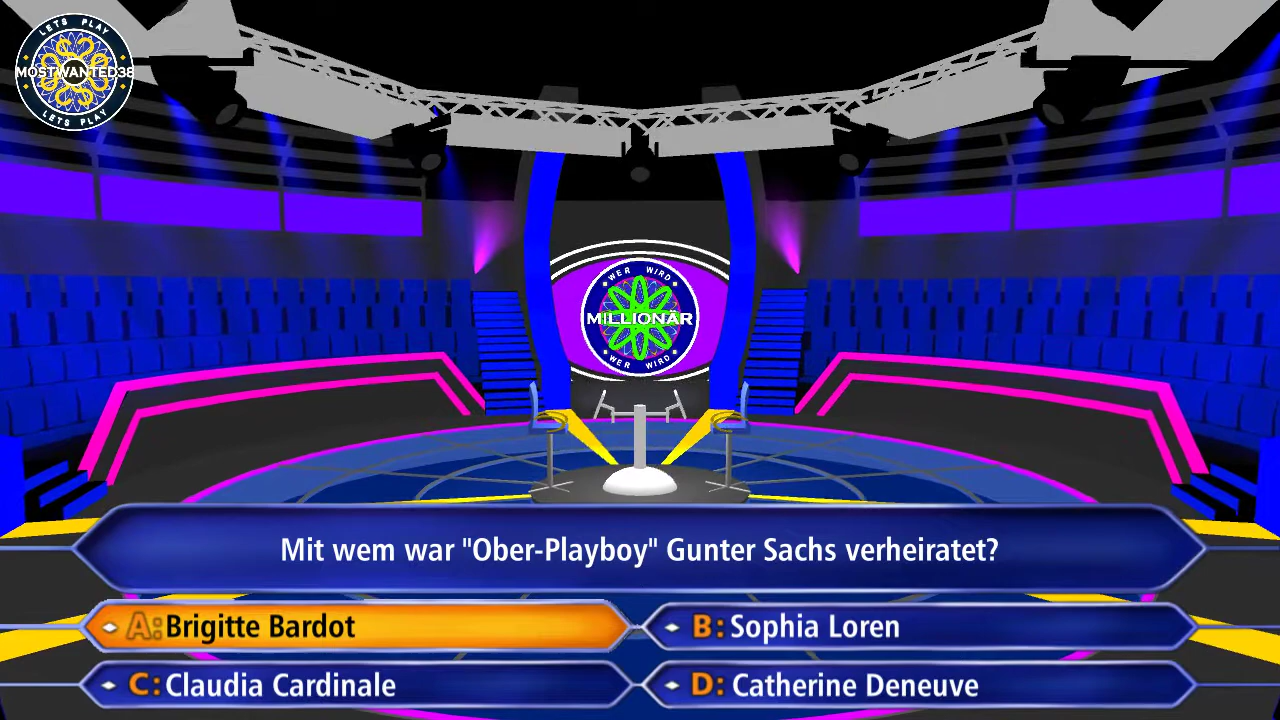 LETS PLAY
MOSTWANTED38
LETS PLAY
WER WIRD
MILLIONÄR
WER WIRD
Mit wem war "Ober-Playboy" Gunter Sachs verheiratet?
A: Brigitte Bardot
B: Sophia Loren
C: Claudia Cardinale
D: Catherine Deneuve